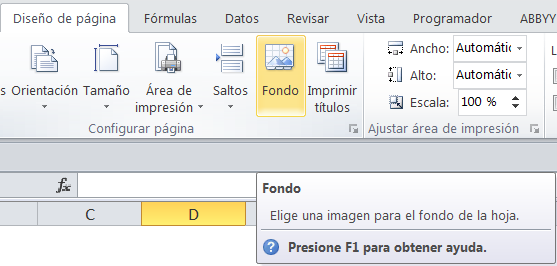 Diseño de página Fórmulas Datos Revisar Vista Programador ABBYY
Ancho: Automátic
Alto: Automátic
Escala: 100 %
s Orientación Tamaño Área de impresión Saltos Fondo Imprimir títulos
Configurar página Ajustar área de impresión
fx
C D
Fondo
Elige una imagen para el fondo de la hoja.
Presione F1 para obtener ayuda.